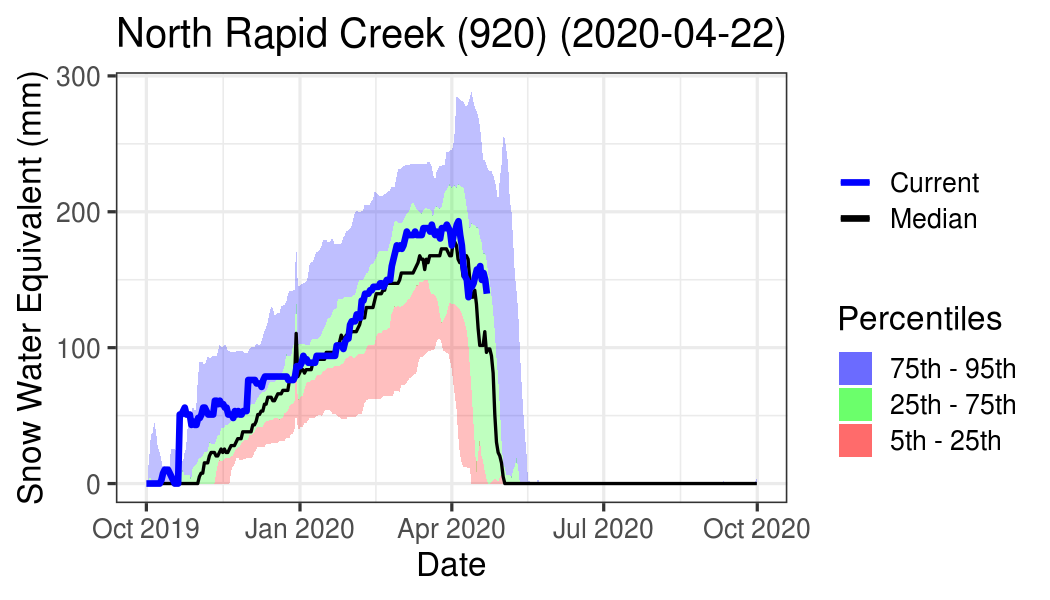 North Rapid Creek (920) (2020-04-22)
Snow Water Equivalent (mm)
300
200
100
0
Oct 2019 Jan 2020 Apr 2020 Jul 2020 Oct 2020
Date
Current
Median
Percentiles
75th - 95th
25th - 75th
5th - 25th